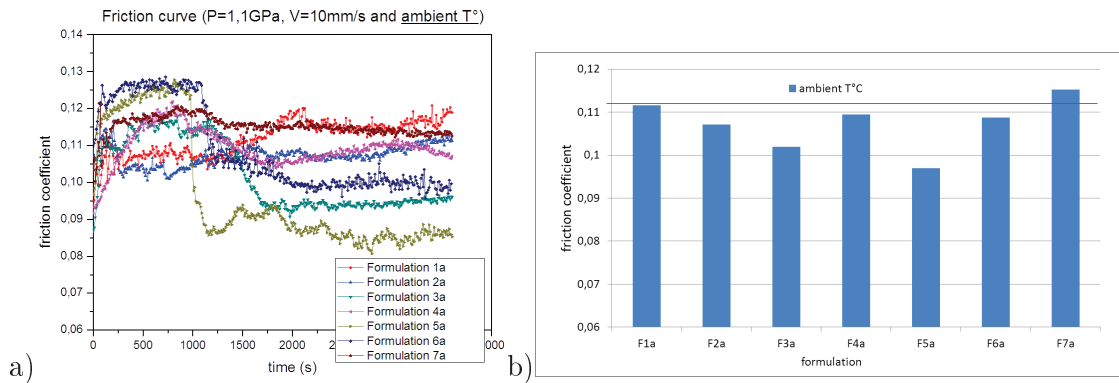 Friction curve (P=1,1GPa, V=10mm/s and ambient T°)
0,14
0,13
0,12
0,11
0,10
0,09
0,08
0,07
0,06
friction coefficient
0 500 1000 1500 2000
000
time (s)
Formulation 1a
Formulation 2a
Formulation 3a
Formulation 4a
Formulation 5a
Formulation 6a
Formulation 7a
a)
0,12
0,11
0,1
0,09
0,08
0,07
0,06
friction coefficient
ambient T°C
F1a F2a F3a F4a F5a F6a F7a
formulation
b)